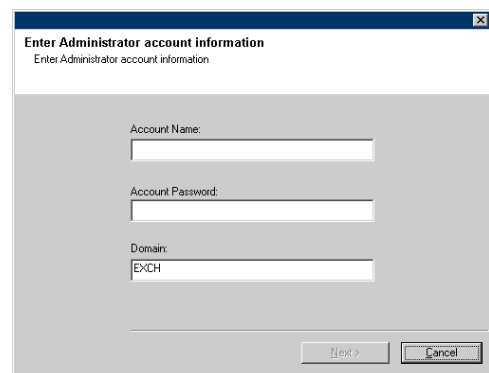 Enter Administrator account information
Enter Administrator account information
Account Name:
Account Password:
Domain:
EXCH
Next >
Cancel